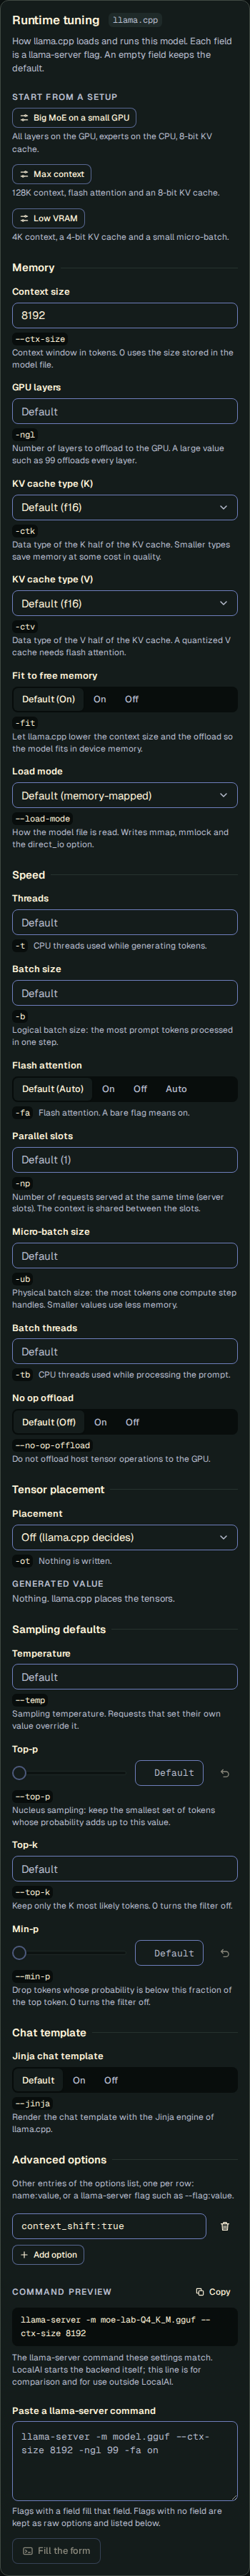 Runtime tuning llama.cpp
How llama.cpp loads and runs this model. Each field
is a llama-server flag. An empty field keeps the
default.
START FROM A SETUP
Big MoE on a small GPU
All layers on the GPU, experts on the CPU, 8-bit KV
cache.
Max context
128K context, flash attention and an 8-bit KV cache.
Low VRAM
4K context, a 4-bit KV cache and a small micro-batch.
Memory
Context size
8192
--ctx-size
Context window in tokens. 0 uses the size stored in the
model file.
GPU layers
Default
-ngl
Number of layers to offload to the GPU. A large value
such as 99 offloads every layer.
KV cache type (K)
Default (f16)
-ctk
Data type of the K half of the KV cache. Smaller types
save memory at some cost in quality.
KV cache type (V)
Default (f16)
-ctv
Data type of the V half of the KV cache. A quantized V
cache needs flash attention.
Fit to free memory
Default (On) On Off
-fit
Let llama.cpp lower the context size and the offload so
the model fits in device memory.
Load mode
Default (memory-mapped)
--load-mode
How the model file is read. Writes mmap, mmlock and
the direct_io option.
Speed
Threads
Default
-t CPU threads used while generating tokens.
Batch size
Default
-b
Logical batch size: the most prompt tokens processed
in one step.
Flash attention
Default (Auto) On Off Auto
-fa Flash attention. A bare flag means on.
Parallel slots
Default (1)
-np
Number of requests served at the same time (server
slots). The context is shared between the slots.
Micro-batch size
Default
-ub
Physical batch size: the most tokens one compute step
handles. Smaller values use less memory.
Batch threads
Default
-tb CPU threads used while processing the prompt.
No op offload
Default (Off) On Off
--no-op-offload
Do not offload host tensor operations to the GPU.
Tensor placement
Placement
Off (llama.cpp decides)
-ot Nothing is written.
GENERATED VALUE
Nothing. llama.cpp places the tensors.
Sampling defaults
Temperature
Default
--temp
Sampling temperature. Requests that set their own
value override it.
Top-p
Default
--top-p
Nucleus sampling: keep the smallest set of tokens
whose probability adds up to this value.
Top-k
Default
--top-k
Keep only the K most likely tokens. 0 turns the filter off.
Min-p
Default
--min-p
Drop tokens whose probability is below this fraction of
the top token. 0 turns the filter off.
Chat template
Jinja chat template
Default On Off
--jinja
Render the chat template with the Jinja engine of
llama.cpp.
Advanced options
Other entries of the options list, one per row:
name:value, or a llama-server flag such as --flag:value.
context_shift:true
Add option
COMMAND PREVIEW Copy
llama-server -m moe-lab-Q4_K_M.gguf --
ctx-size 8192
The llama-server command these settings match.
LocalAI starts the backend itself; this line is for
comparison and for use outside LocalAI.
Paste a llama-server command
llama-server -m model.gguf --ctx-
size 8192 -ngl 99 -fa on
Flags with a field fill that field. Flags with no field are
kept as raw options and listed below.
Fill the form